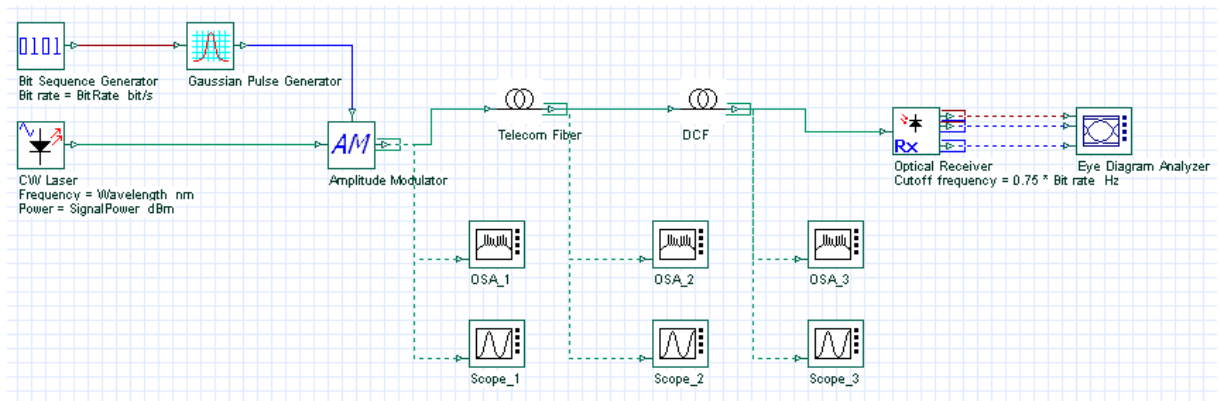 0101
Bit Sequence Generator
Bit rate = BitRate bit/s
Gaussian Pulse Generator
CW Laser
Frequency = Wavelength nm
Power = SignalPower dBm
AM
Amplitude Modulator
Telecom Fiber
DCF
Rx
Optical Receiver
Cutoff frequency = 0.75 * Bit rate Hz
Eye Diagram Analyzer
OSA_1
OSA_2
OSA_3
Scope_1
Scope_2
Scope_3